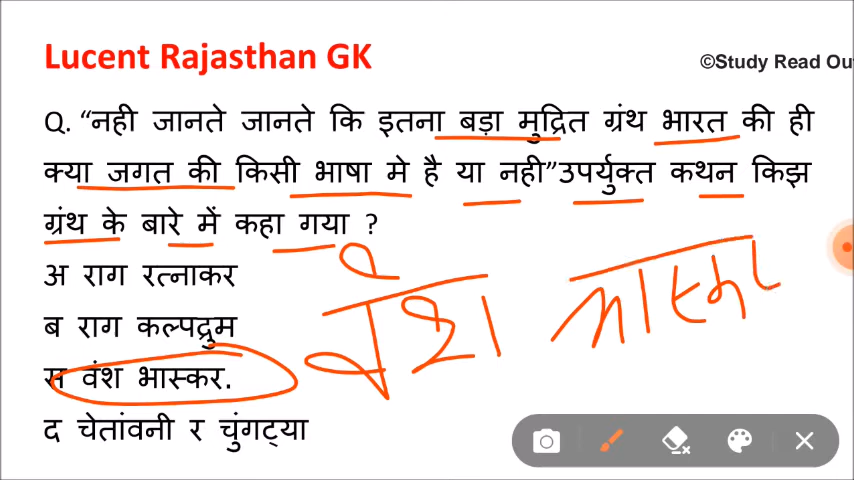 Lucent Rajasthan GK
©Study Read Ou
Q. “नही जानते जानते कि इतना बड़ा मुद्रित ग्रंथ भारत की ही
क्या जगत की किसी भाषा मे है या नही”उपर्युक्त कथन किझ
ग्रंथ के बारे में कहा गया ?
अ राग रत्नाकर
ब राग कल्पद्रुम
स वंश भास्कर.
द चेतांवनी र चुंगट्या
वंश भास्कर